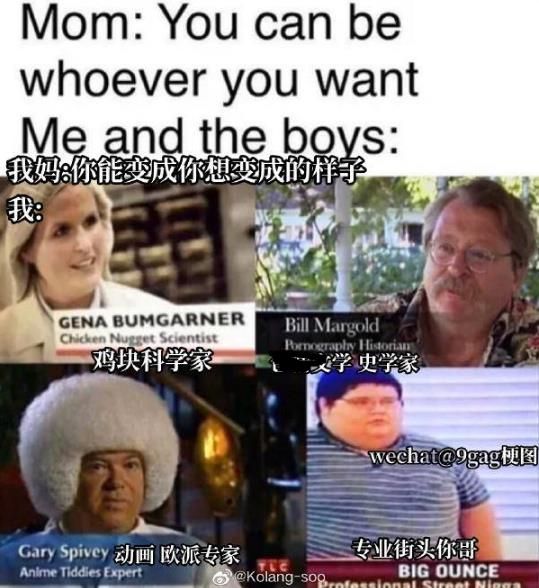 Mom: You can be
whoever you want
Me and the boys:
我妈:你能变成你想变成的样子
我:
GENA BUMGARNER
Chicken Nugget Scientist
鸡块科学家
Bill Margold
Pornography Historian
文学 史学家
wechat@9gag梗图
Gary Spivey 动画 欧派专家
Anime Tiddies Expert
TLC
@Kolang-soo
专业街头你哥
BIG OUNCE
Professional Street Nigga